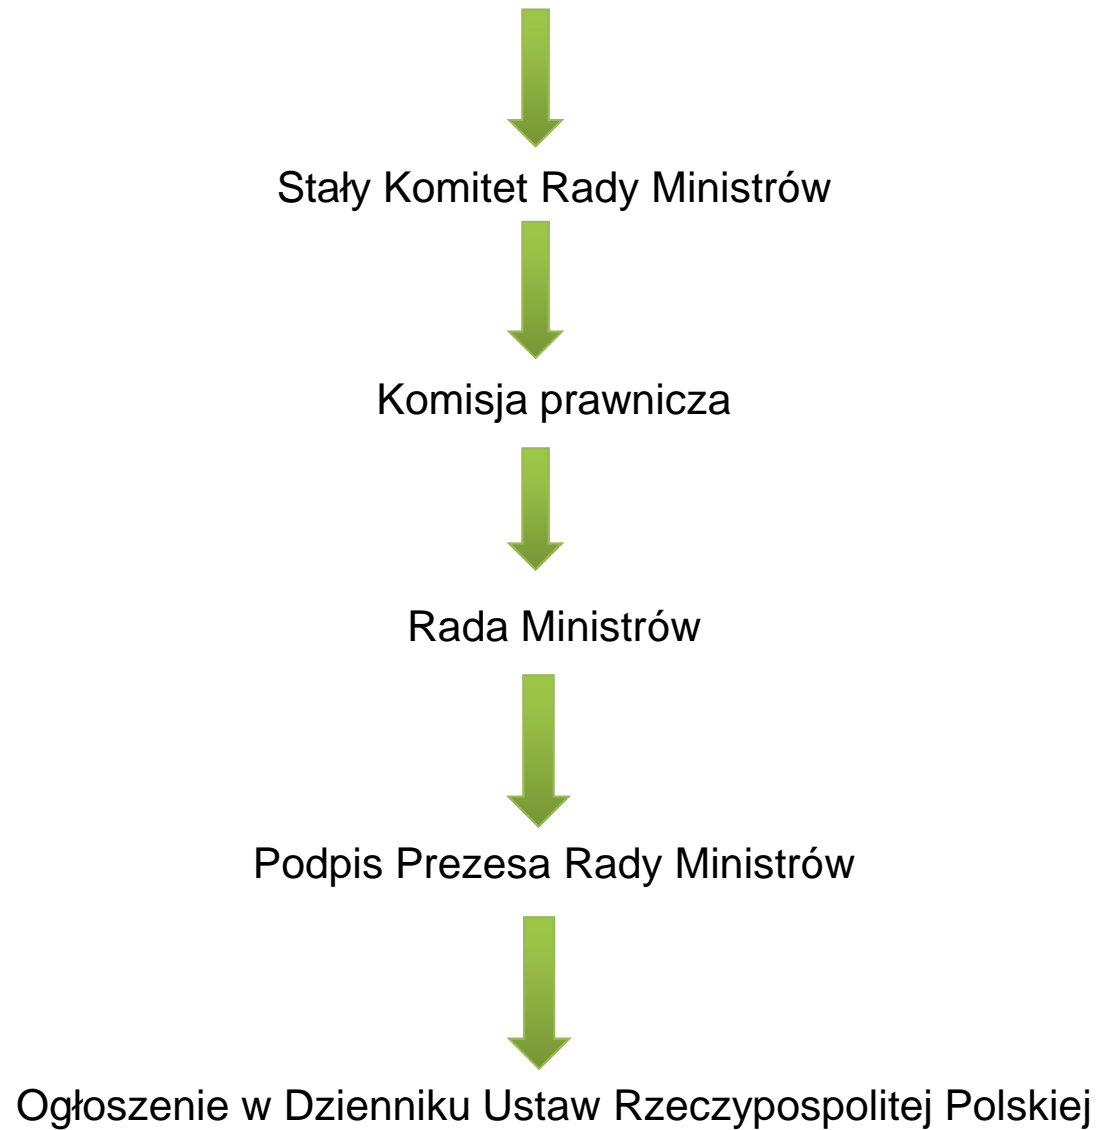 Stały Komitet Rady Ministrów
Komisja prawnicza
Rada Ministrów
Podpis Prezesa Rady Ministrów
Ogłoszenie w Dzienniku Ustaw Rzeczypospolitej Polskiej